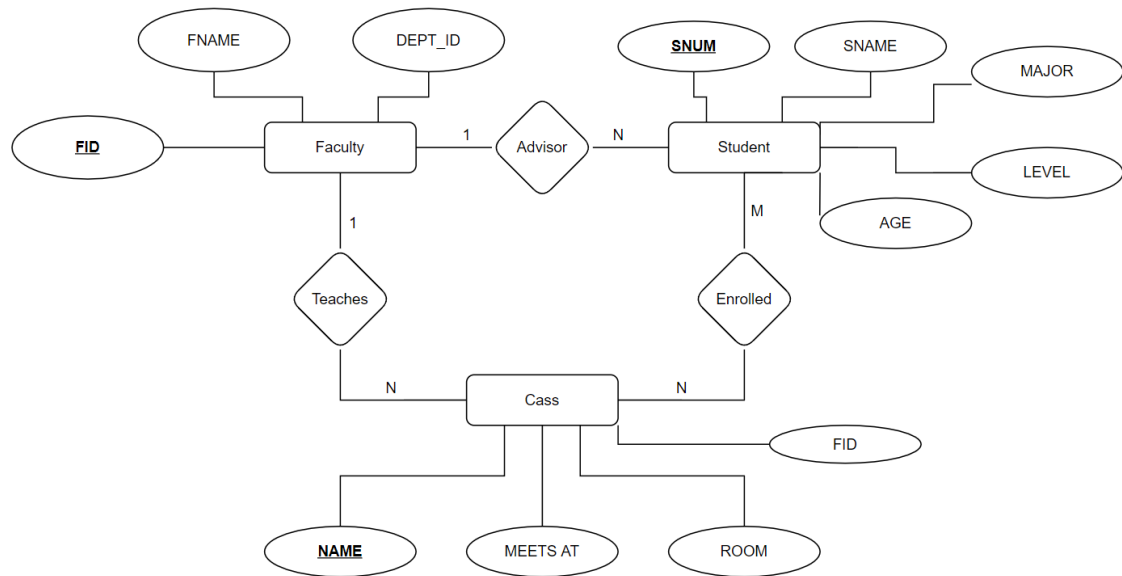 FNAME
DEPT_ID
SNUM
SNAME
MAJOR
FID
Faculty
1
Advisor
N
Student
LEVEL
AGE
1
M
Teaches
Enrolled
N
Cass
N
FID
NAME
MEETS AT
ROOM